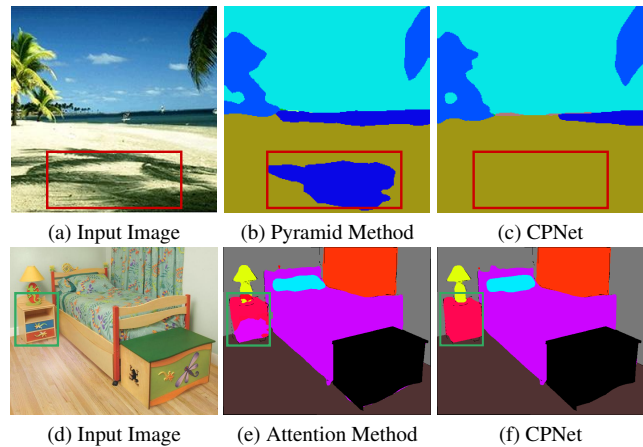 (a) Input Image
(b) Pyramid Method
(c) CPNet
(d) Input Image
(e) Attention Method
(f) CPNet